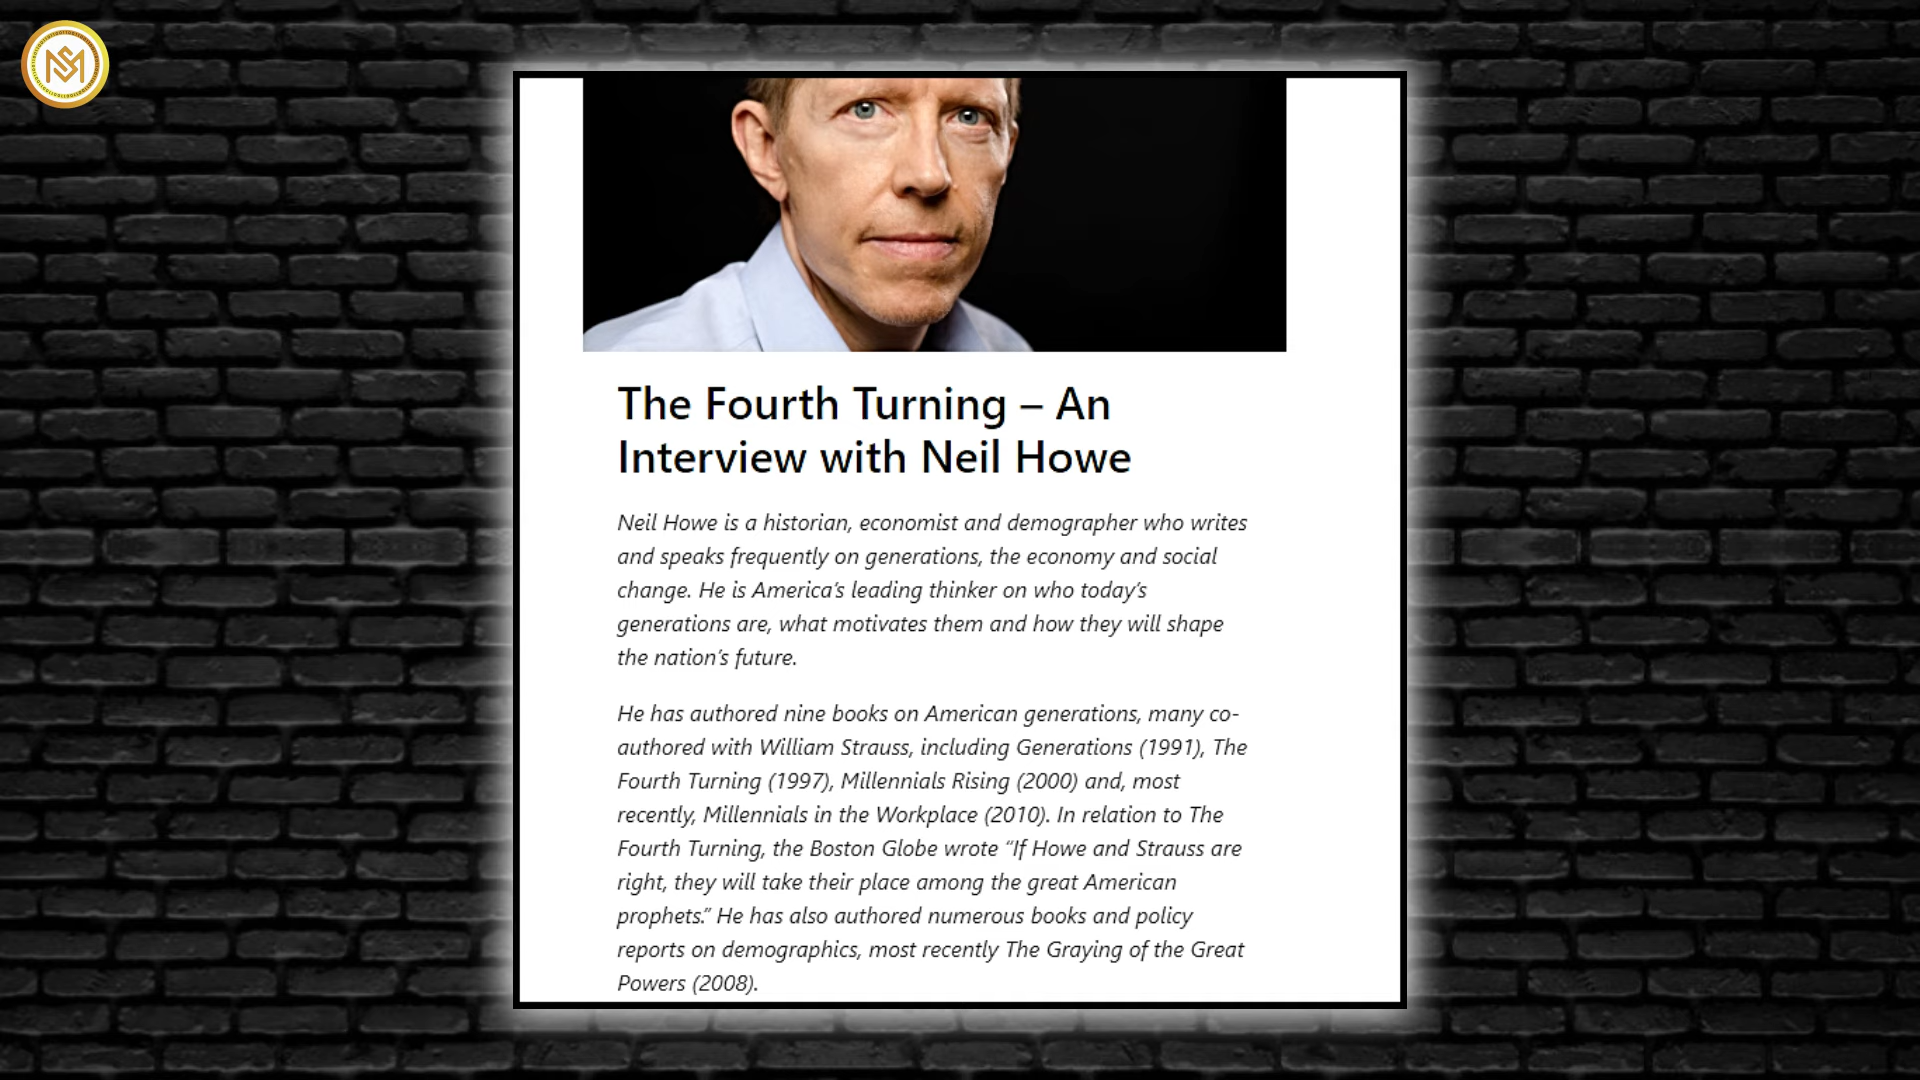 The Fourth Turning – An
Interview with Neil Howe
Neil Howe is a historian, economist and demographer who writes
and speaks frequently on generations, the economy and social
change. He is America’s leading thinker on who today’s
generations are, what motivates them and how they will shape
the nation’s future.
He has authored nine books on American generations, many co-
authored with William Strauss, including Generations (1991), The
Fourth Turning (1997), Millennials Rising (2000) and, most
recently, Millennials in the Workplace (2010). In relation to The
Fourth Turning, the Boston Globe wrote “If Howe and Strauss are
right, they will take their place among the great American
prophets.” He has also authored numerous books and policy
reports on demographics, most recently The Graying of the Great
Powers (2008).